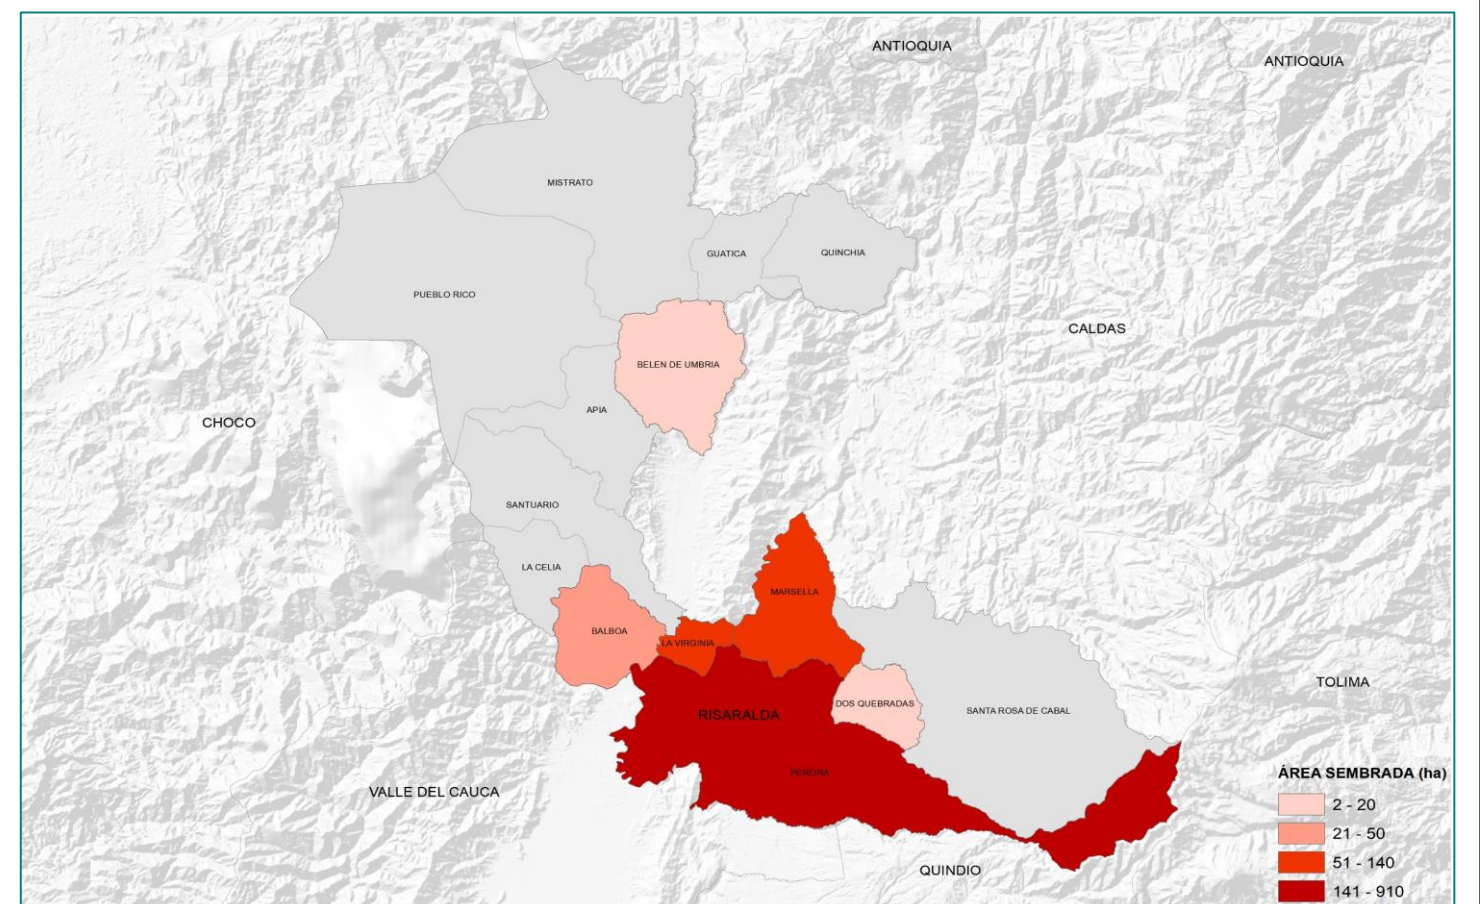 ANTIOQUIA
ANTIOQUIA
MISTRATO
GUATICA
QUINCHIA
PUEBLO RICO
CALDAS
BELEN DE UMBRIA
APIA
CHOCO
SANTUARIO
LA CELIA
MARSELLA
BALBOA
LA VIRGINIA
TOLIMA
DOS QUEBRADAS
SANTA ROSA DE CABAL
RISARALDA
PEREIRA
VALLE DEL CAUCA
QUINDIO
ÁREA SEMBRADA (ha)
2 - 20
21 - 50
51 - 140
141 - 910